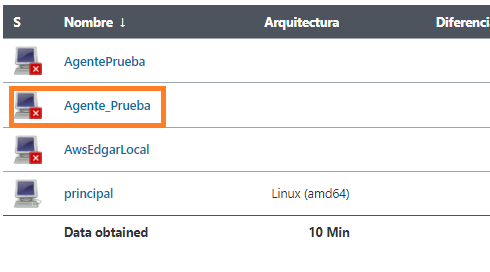 S Nombre ↓ Arquitectura Diferenci
AgentePrueba
Agente_Prueba
AwsEdgarLocal
principal Linux (amd64)
Data obtained 10 Min